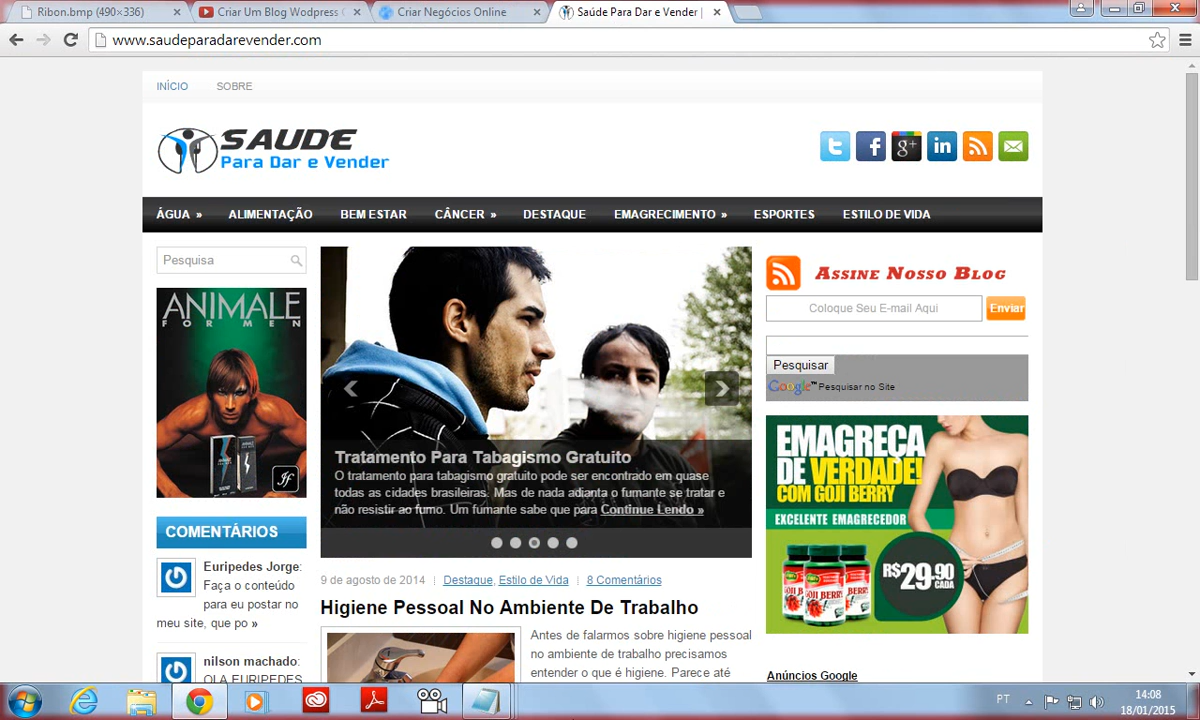 Ribon.bmp (490×336)
Criar Um Blog Wodpress
Criar Negócios Online
Saúde Para Dar e Vender |
www.saudeparadarevender.com
INÍCIO
SOBRE
SAUDE
Para Dar e Vender
ÁGUA »
ALIMENTAÇÃO
BEM ESTAR
CÂNCER »
DESTAQUE
EMAGRECIMENTO »
ESPORTES
ESTILO DE VIDA
Pesquisa
ANIMALE
FOR MEN
COMENTÁRIOS
Euripedes Jorge:
Faça o conteúdo
para eu postar no
meu site, que po »
nilson machado:
OLA EURIPEDES
Tratamento Para Tabagismo Gratuito
O tratamento para tabagismo gratuito pode ser encontrado em quase
todas as cidades brasileiras. Mas de nada adianta o fumante se tratar e
não resistir ao fumo. Um fumante sabe que para Continue Lendo »
9 de agosto de 2014 | Destaque, Estilo de Vida | 8 Comentários
Higiene Pessoal No Ambiente De Trabalho
Antes de falarmos sobre higiene pessoal
no ambiente de trabalho precisamos
entender o que é higiene. Parece até
Assine Nosso Blog
Coloque Seu E-mail Aqui
Enviar
Pesquisar
Google™ Pesquisar no Site
EMAGREÇA
DE VERDADE!
COM GOJI BERRY
EXCELENTE EMAGRECEDOR
GOJI BERRY
R$29,90
CADA
Anúncios Google
PT
14:08
18/01/2015